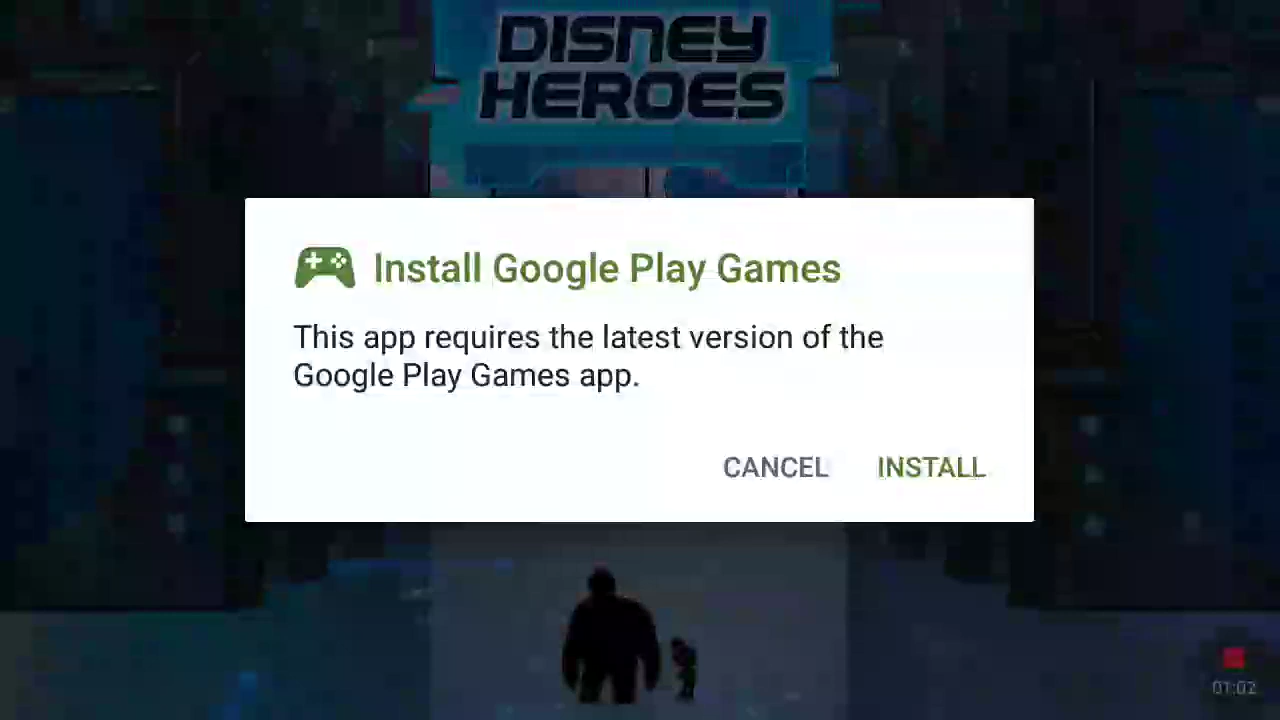 DISNEY
HEROES
Install Google Play Games
This app requires the latest version of the
Google Play Games app.
CANCEL INSTALL
01:02